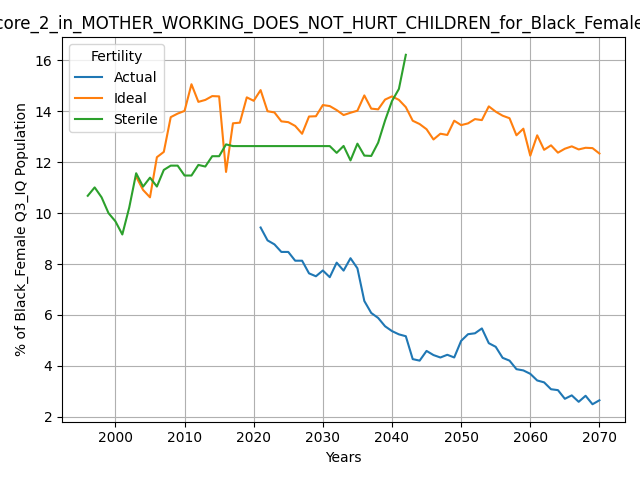 core_2_in_MOTHER_WORKING_DOES_NOT_HURT_CHILDREN_for_Black_Female
Fertility
Actual
Ideal
Sterile
% of Black_Female Q3_IQ Population
16
14
12
10
8
6
4
2
2000 2010 2020 2030 2040 2050 2060 2070
Years